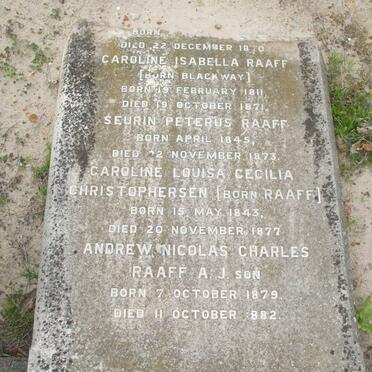 BORN
DIED 22 DECEMBER 1870
CAROLINE ISABELLA RAAFF
[BORN BLACKWAY]
BORN 19 FEBRUARY 1811,
DIED 19 OCTOBER 1871,
SEURIN PETERUS RAAFF
BORN APRIL 1845,
DIED 2 NOVEMBER 1873.
CAROLINE LOUISA CECILIA
CHRISTOPHERSEN [BORN RAAFF]
BORN 15 MAY 1843,
DIED 20 NOVEMBER 1877
ANDREW NICOLAS CHARLES
RAAFF A.J. SON
BORN 7 OCTOBER 1879
DIED 11 OCTOBER 882.